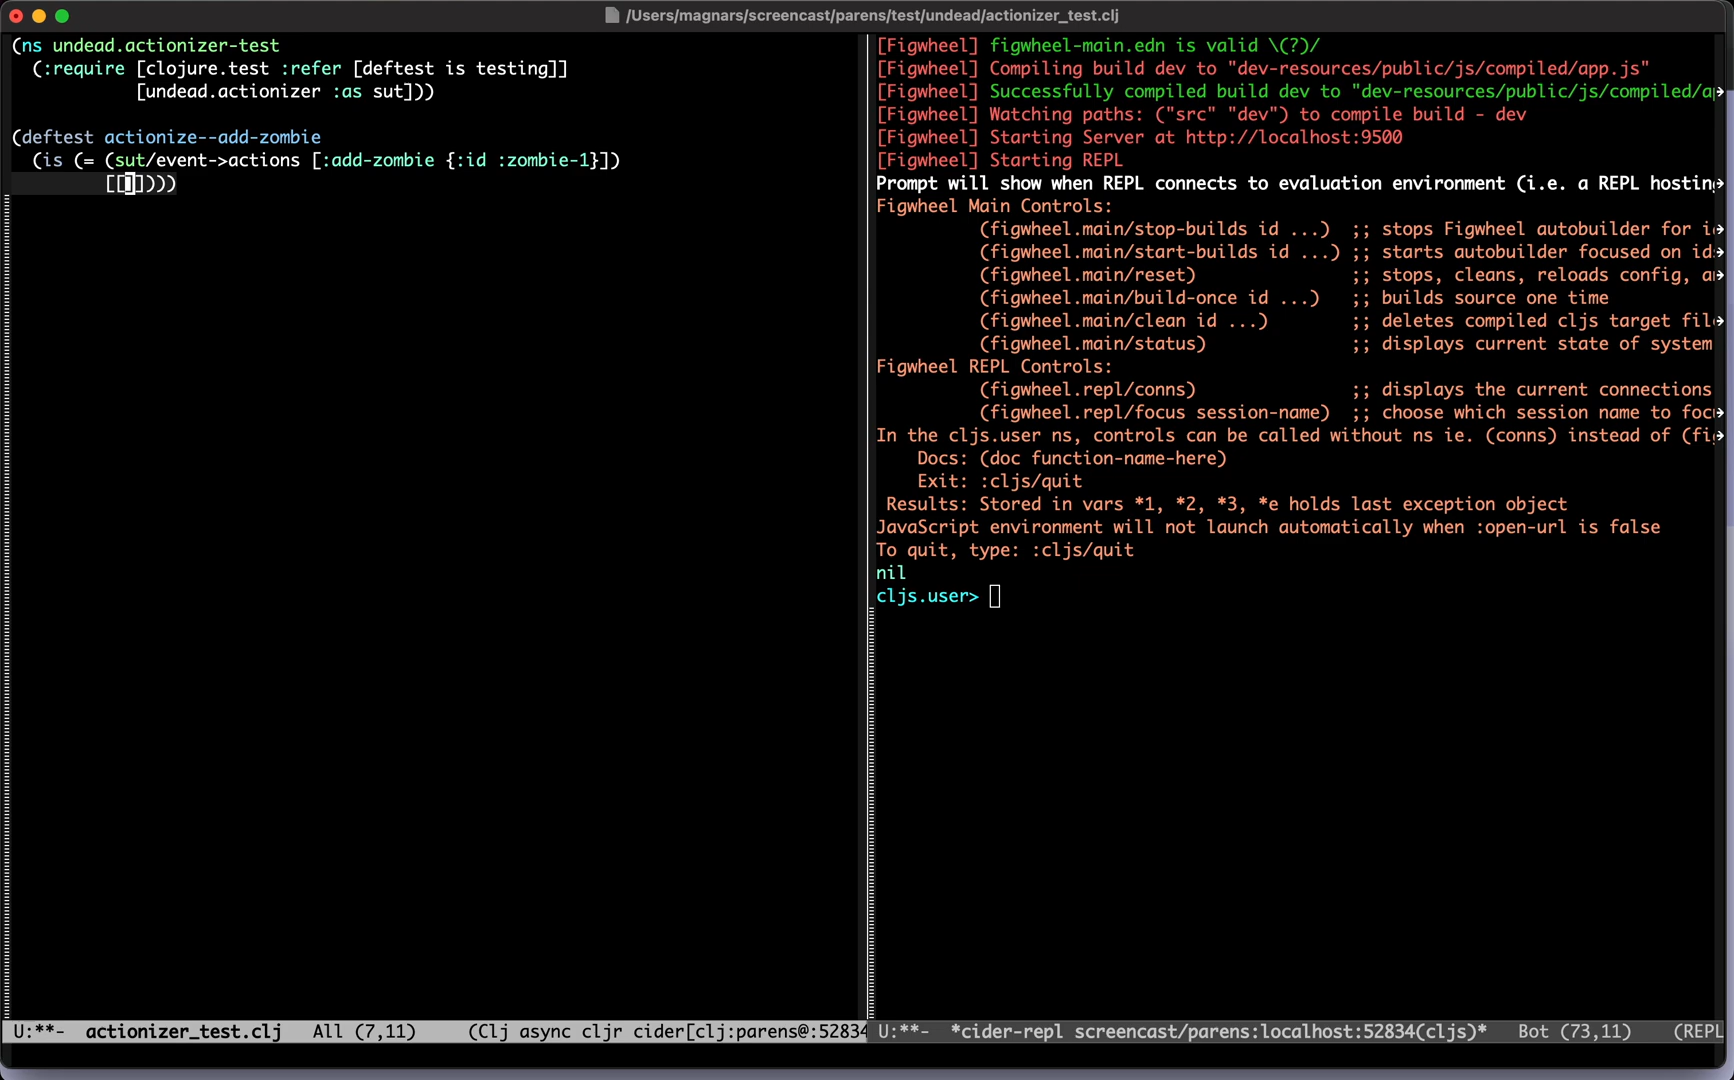 /Users/magnars/screencast/parens/test/undead/actionizer_test.clj
(ns undead.actionizer-test
  (:require [clojure.test :refer [deftest is testing]]
            [undead.actionizer :as sut]))
(deftest actionize--add-zombie
  (is (= (sut/event->actions [:add-zombie {:id :zombie-1}])
         [[]])))
U:**-  actionizer_test.clj   All (7,11)     (Clj async cljr cider[clj:parens@:52834
[Figwheel] figwheel-main.edn is valid \(?)/
[Figwheel] Compiling build dev to "dev-resources/public/js/compiled/app.js"
[Figwheel] Successfully compiled build dev to "dev-resources/public/js/compiled/ap
[Figwheel] Watching paths: ("src" "dev") to compile build - dev
[Figwheel] Starting Server at http://localhost:9500
[Figwheel] Starting REPL
Prompt will show when REPL connects to evaluation environment (i.e. a REPL hosting
Figwheel Main Controls:
          (figwheel.main/stop-builds id ...)  ;; stops Figwheel autobuilder for
          (figwheel.main/start-builds id ...) ;; starts autobuilder focused on
          (figwheel.main/reset)               ;; stops, cleans, reloads config,
          (figwheel.main/build-once id ...)   ;; builds source one time
          (figwheel.main/clean id ...)        ;; deletes compiled cljs target
          (figwheel.main/status)              ;; displays current state of system
Figwheel REPL Controls:
          (figwheel.repl/conns)               ;; displays the current connections
          (figwheel.repl/focus session-name)  ;; choose which session name to
In the cljs.user ns, controls can be called without ns ie. (conns) instead of
    Docs: (doc function-name-here)
    Exit: :cljs/quit
 Results: Stored in vars *1, *2, *3, *e holds last exception object
JavaScript environment will not launch automatically when :open-url is false
To quit, type: :cljs/quit
nil
cljs.user>
U:**-  *cider-repl screencast/parens:localhost:52834(cljs)*   Bot (73,11)    (REPL